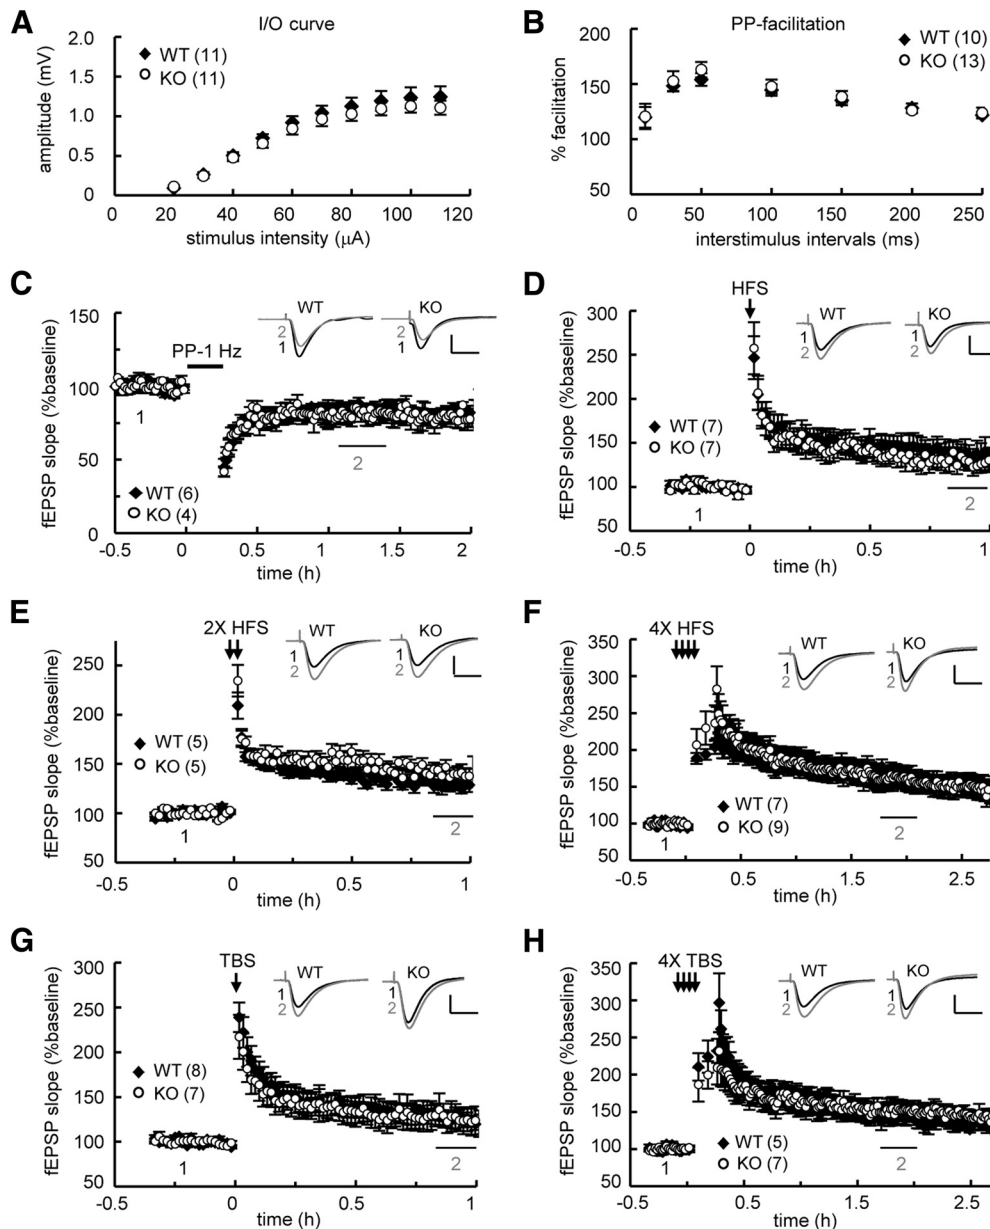 A
I/O curve
2.0
1.5
1.0
0.5
0
amplitude (mV)
WT (11)
KO (11)
0 20 40 60 80 100 120
stimulus intensity (μA)
B
PP-facilitation
200
150
100
50
% facilitation
WT (10)
KO (13)
0 50 100 150 200 250
interstimulus intervals (ms)
C
150
100
50
0
fEPSP slope (%baseline)
PP-1 Hz
WT
2
1
KO
2
1
1
2
WT (6)
KO (4)
-0.5 0 0.5 1 1.5 2
time (h)
D
HFS
300
250
200
150
100
50
fEPSP slope (%baseline)
WT
1
2
KO
1
2
WT (7)
KO (7)
1
2
-0.5 0 0.5 1
time (h)
E
2X HFS
250
200
150
100
50
fEPSP slope (%baseline)
WT
1
2
KO
1
2
WT (5)
KO (5)
1
2
-0.5 0 0.5 1
time (h)
F
4X HFS
350
300
250
200
150
100
50
fEPSP slope (%baseline)
WT
1
2
KO
1
2
WT (7)
KO (9)
1
2
-0.5 0.5 1.5 2.5
time (h)
G
TBS
300
250
200
150
100
50
fEPSP slope (%baseline)
WT
1
2
KO
1
2
WT (8)
KO (7)
1
2
-0.5 0 0.5 1
time (h)
H
4X TBS
350
300
250
200
150
100
50
fEPSP slope (%baseline)
WT
1
2
KO
1
2
WT (5)
KO (7)
1
2
-0.5 0.5 1.5 2.5
time (h)